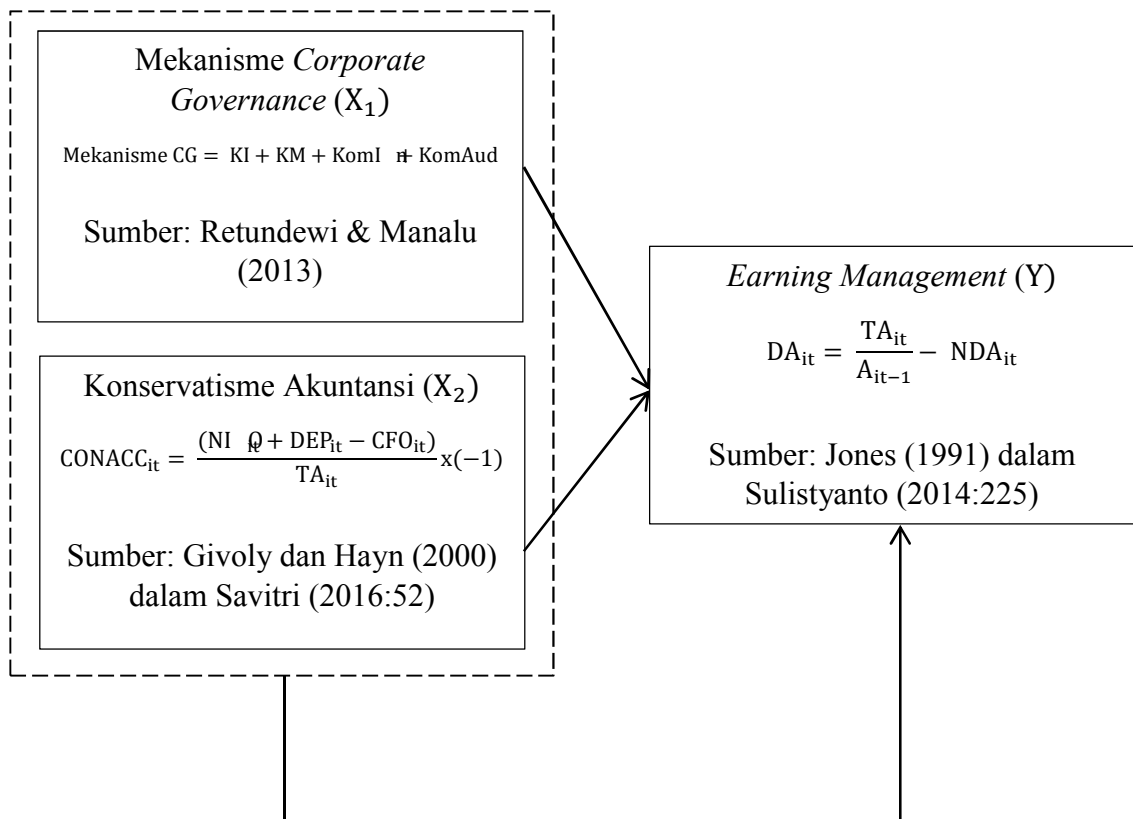 Mekanisme Corporate
Governance (X₁)
Mekanisme CG = KI + KM + KomI n + KomAud
Sumber: Retundewi & Manalu
(2013)
Konservatisme Akuntansi (X₂)
CONACCᵢₜ = (NI Oᵢₜ + DEPᵢₜ − CFOᵢₜ) / TAᵢₜ x(−1)
Sumber: Givoly dan Hayn (2000)
dalam Savitri (2016:52)
Earning Management (Y)
DAᵢₜ = TAᵢₜ / Aᵢₜ₋₁ − NDAᵢₜ
Sumber: Jones (1991) dalam
Sulistyanto (2014:225)